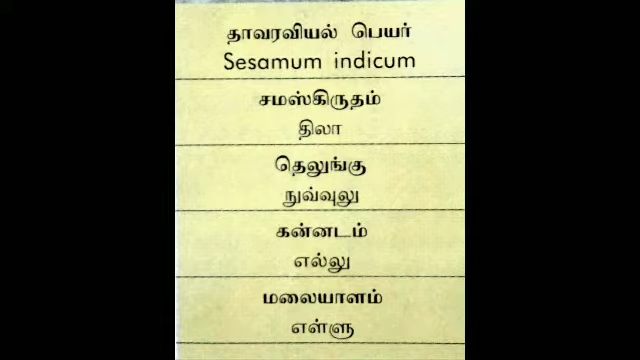 தாவரவியல் பெயர்
Sesamum indicum
சமஸ்கிருதம்
திலா
தெலுங்கு
நுவ்வுலு
கன்னடம்
எல்லு
மலையாளம்
எள்ளு